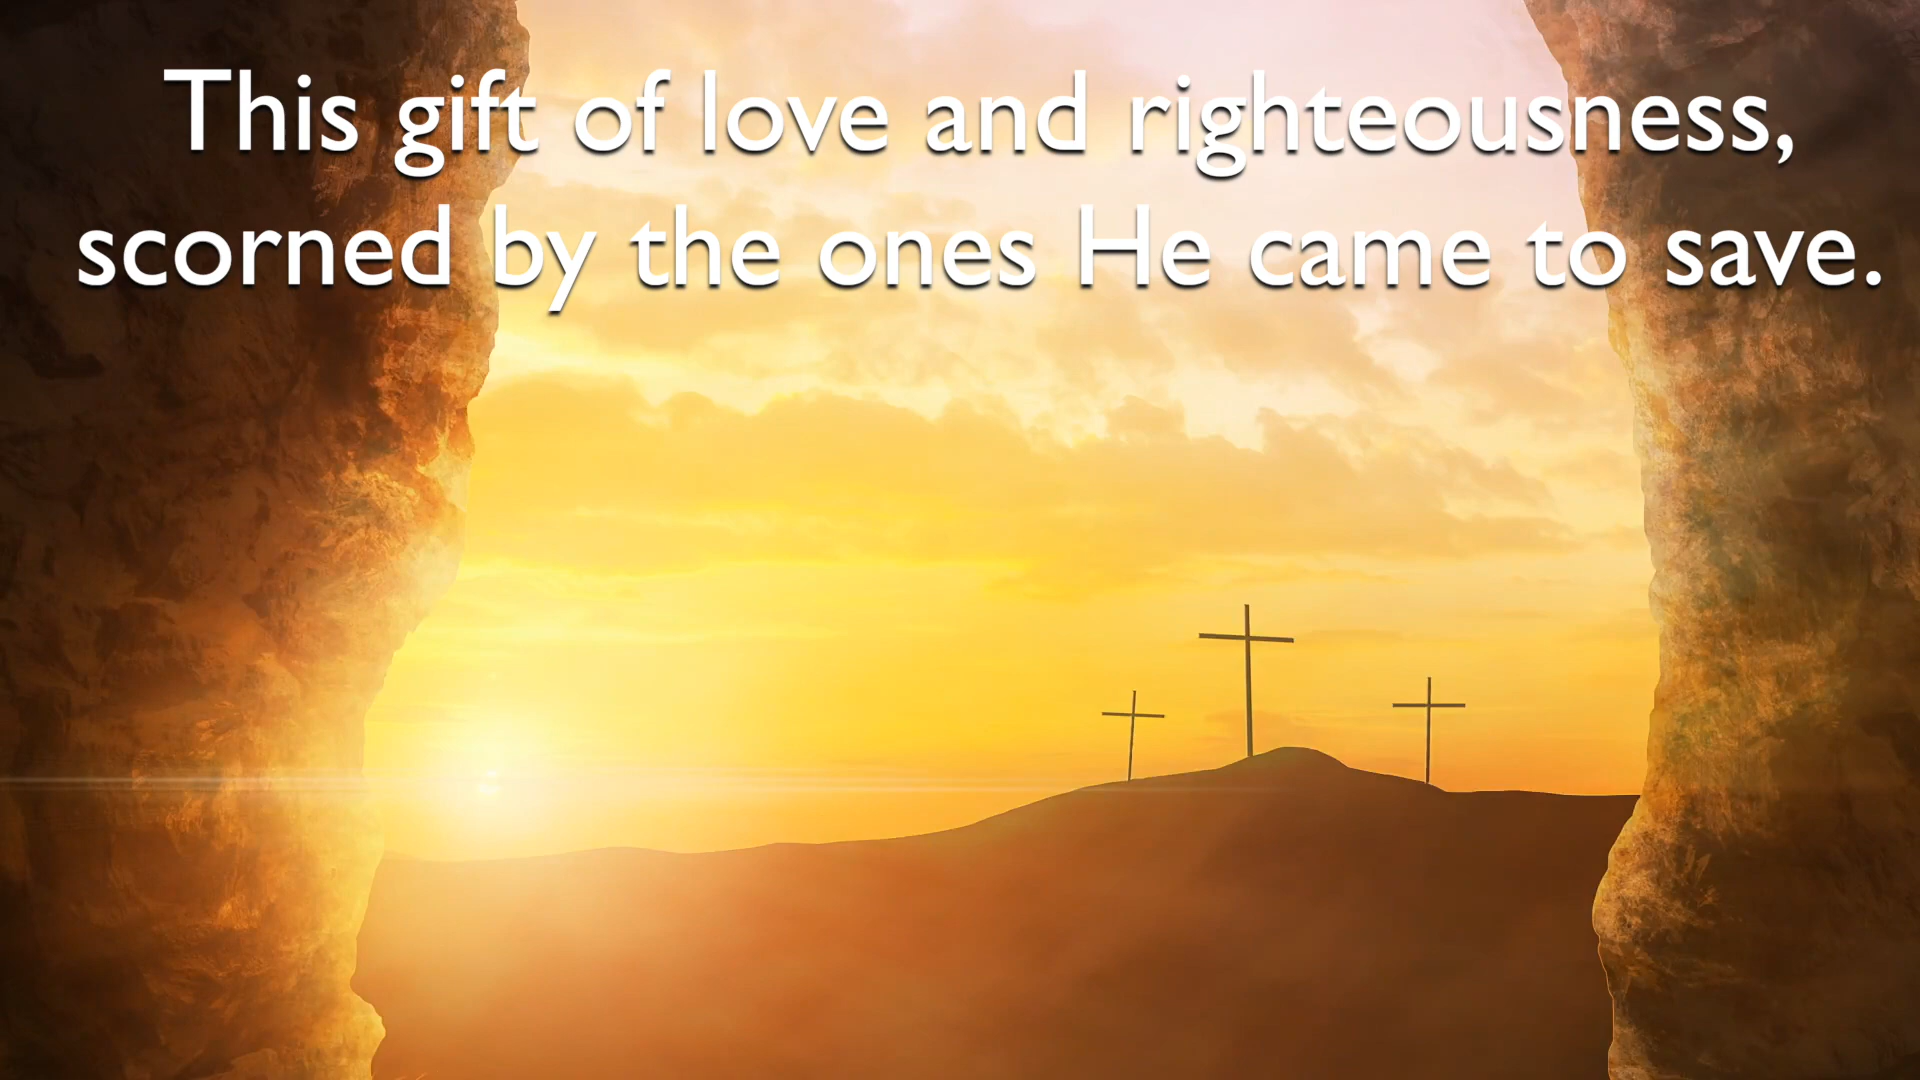 This gift of love and righteousness,
scorned by the ones He came to save.